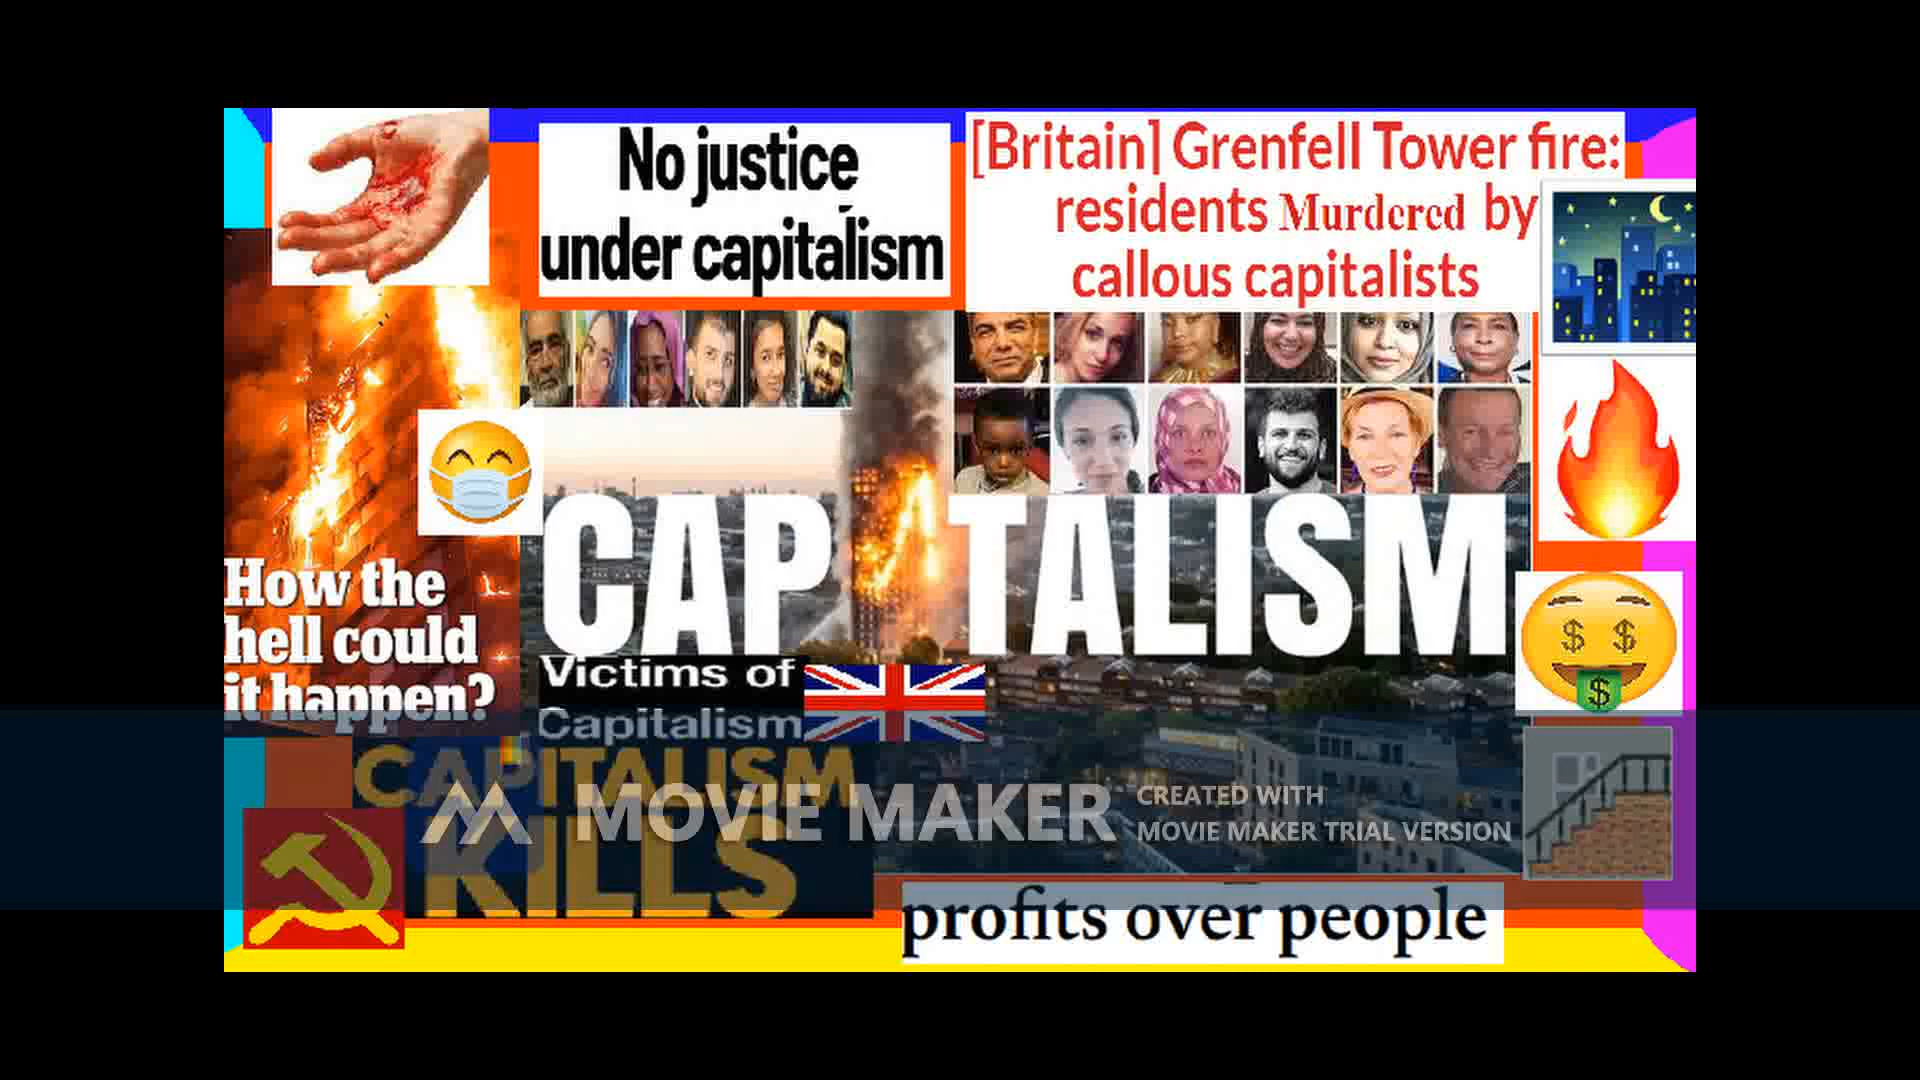 No justice
under capitalism
[Britain] Grenfell Tower fire:
residents Murdered by
callous capitalists
CAP TALISM
How the
hell could
it happen?
Victims of
Capitalism
CAPITALISM
KILLS
MOVIE MAKER
CREATED WITH
MOVIE MAKER TRIAL VERSION
profits over people